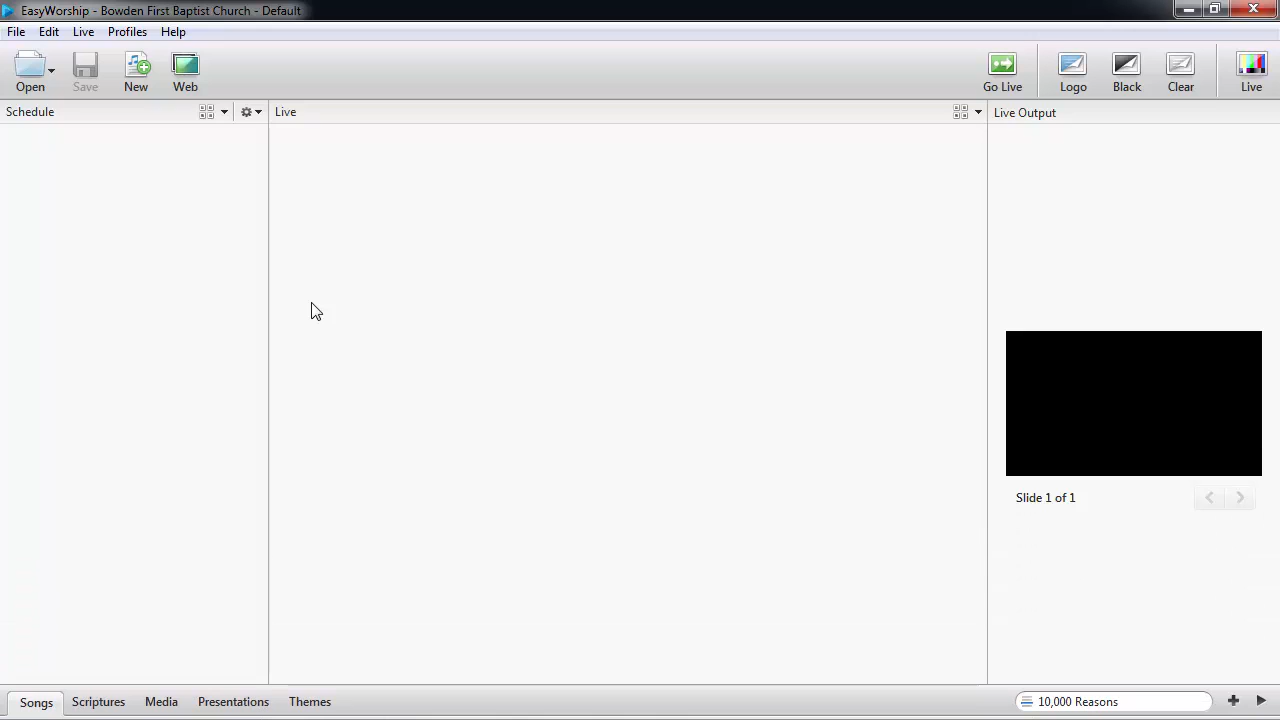 EasyWorship - Bowden First Baptist Church - Default
File Edit Live Profiles Help
Open Save New Web Go Live Logo Black Clear Live
Schedule Live Live Output
Slide 1 of 1
Songs Scriptures Media Presentations Themes 10,000 Reasons